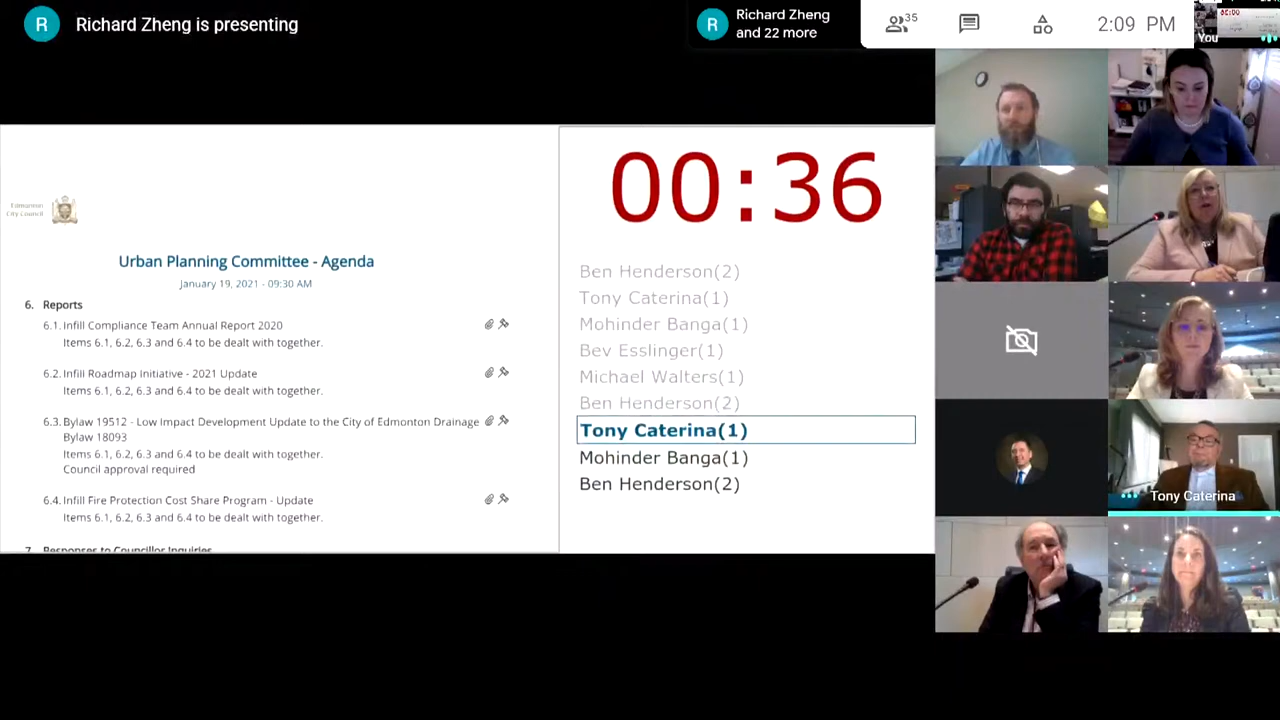 R
Richard Zheng is presenting
R
Richard Zheng
and 22 more
35
2:09 PM
You
Edmonton
City Council
Urban Planning Committee - Agenda
January 19, 2021 - 09:30 AM
6. Reports
6.1. Infill Compliance Team Annual Report 2020
Items 6.1, 6.2, 6.3 and 6.4 to be dealt with together.
6.2. Infill Roadmap Initiative - 2021 Update
Items 6.1, 6.2, 6.3 and 6.4 to be dealt with together.
6.3. Bylaw 19512 - Low Impact Development Update to the City of Edmonton Drainage
Bylaw 18093
Items 6.1, 6.2, 6.3 and 6.4 to be dealt with together.
Council approval required
6.4. Infill Fire Protection Cost Share Program - Update
Items 6.1, 6.2, 6.3 and 6.4 to be dealt with together.
7. Responses to Councillor Inquiries
00:36
Ben Henderson(2)
Tony Caterina(1)
Mohinder Banga(1)
Bev Esslinger(1)
Michael Walters(1)
Ben Henderson(2)
Tony Caterina(1)
Mohinder Banga(1)
Ben Henderson(2)
Tony Caterina